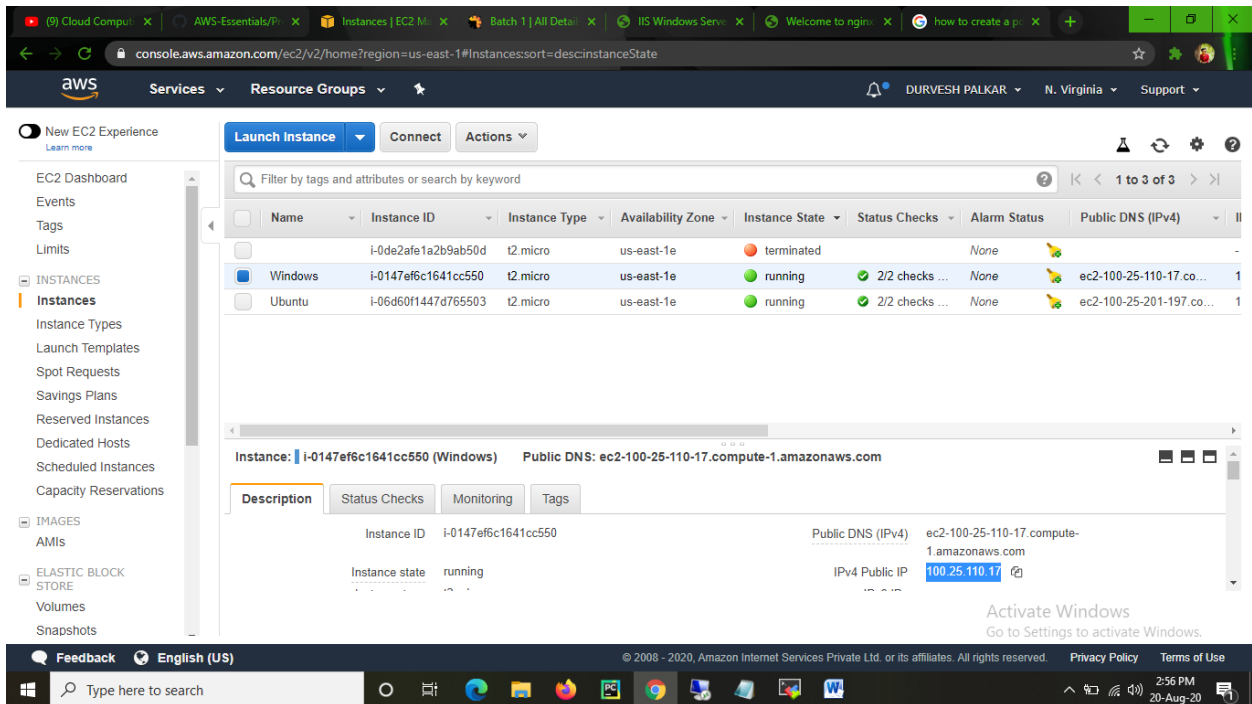 (9) Cloud Comput
AWS-Essentials/Pr
Instances | EC2 M
Batch 1 | All Detail
IIS Windows Serve
Welcome to nginx
how to create a po
console.aws.amazon.com/ec2/v2/home?region=us-east-1#Instances:sort=desc:instanceState
aws Services Resource Groups DURVESH PALKAR N. Virginia Support
New EC2 Experience
Learn more
Launch Instance Connect Actions
EC2 Dashboard
Events
Tags
Limits
INSTANCES
Instances
Instance Types
Launch Templates
Spot Requests
Savings Plans
Reserved Instances
Dedicated Hosts
Scheduled Instances
Capacity Reservations
IMAGES
AMIs
ELASTIC BLOCK
STORE
Volumes
Snapshots
Filter by tags and attributes or search by keyword 1 to 3 of 3
Name Instance ID Instance Type Availability Zone Instance State Status Checks Alarm Status Public DNS (IPv4)
i-0de2afe1a2b9ab50d t2.micro us-east-1e terminated None -
Windows i-0147ef6c1641cc550 t2.micro us-east-1e running 2/2 checks ... None ec2-100-25-110-17.co... 1
Ubuntu i-06d60f1447d765503 t2.micro us-east-1e running 2/2 checks ... None ec2-100-25-201-197.co... 1
Instance: i-0147ef6c1641cc550 (Windows) Public DNS: ec2-100-25-110-17.compute-1.amazonaws.com
Description Status Checks Monitoring Tags
Instance ID i-0147ef6c1641cc550 Public DNS (IPv4) ec2-100-25-110-17.compute-
1.amazonaws.com
Instance state running IPv4 Public IP 100.25.110.17
Activate Windows
Go to Settings to activate Windows.
Feedback English (US) © 2008 - 2020, Amazon Internet Services Private Ltd. or its affiliates. All rights reserved. Privacy Policy Terms of Use
Type here to search
2:56 PM
20-Aug-20